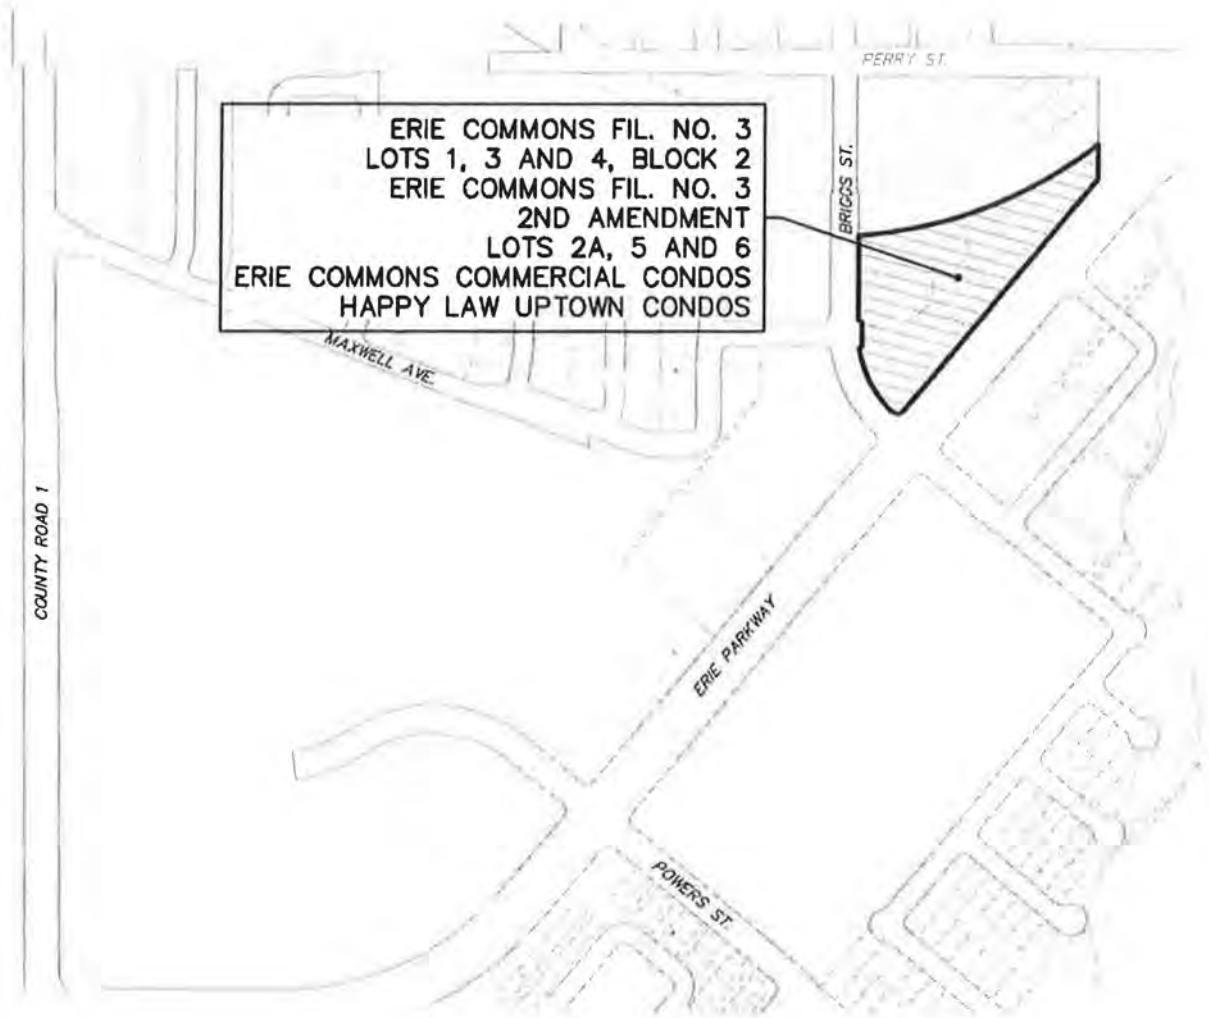 PERRY ST.
ERIE COMMONS FIL. NO. 3
LOTS 1, 3 AND 4, BLOCK 2
ERIE COMMONS FIL. NO. 3
2ND AMENDMENT
LOTS 2A, 5 AND 6
ERIE COMMONS COMMERCIAL CONDOS
HAPPY LAW UPTOWN CONDOS
BRIGGS ST.
MAXWELL AVE.
COUNTY ROAD 1
ERIE PARKWAY
POWERS ST.